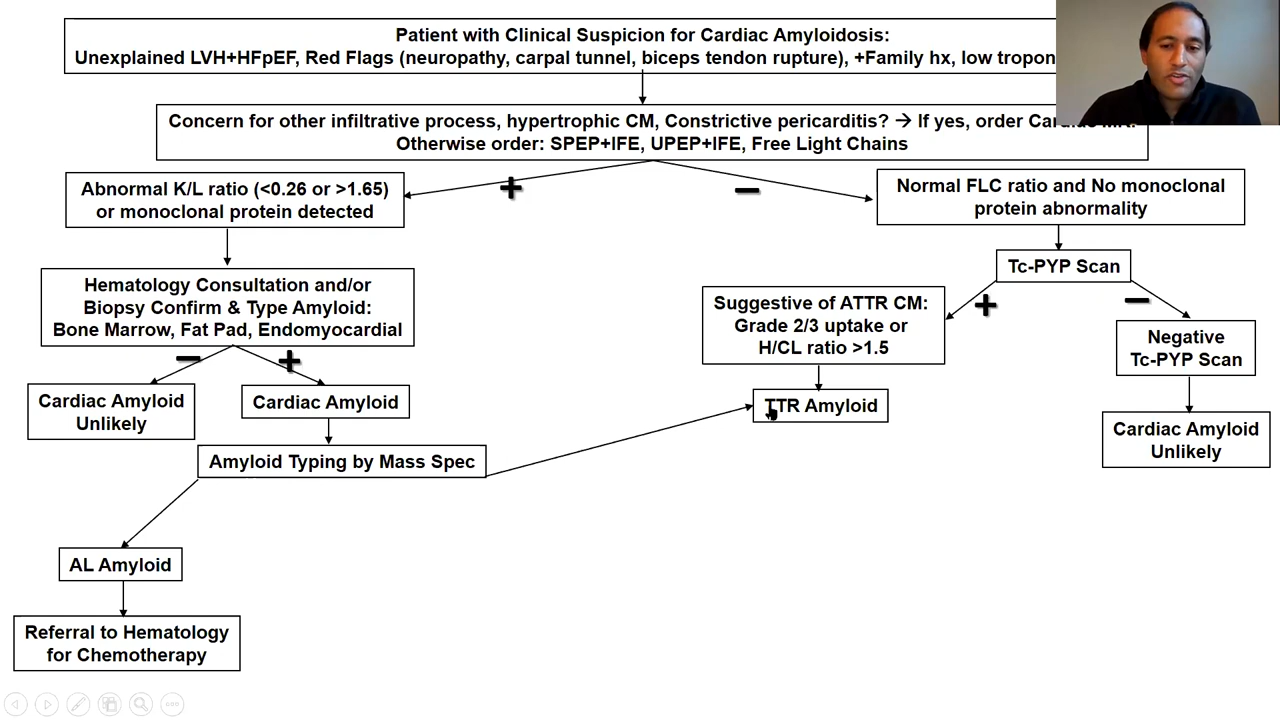 Patient with Clinical Suspicion for Cardiac Amyloidosis:
Unexplained LVH+HFpEF, Red Flags (neuropathy, carpal tunnel, biceps tendon rupture), +Family hx, low
Concern for other infiltrative process, hypertrophic CM, Constrictive pericarditis? → If yes, order
Otherwise order: SPEP+IFE, UPEP+IFE, Free Light Chains
+
−
Abnormal K/L ratio (<0.26 or >1.65)
or monoclonal protein detected
Normal FLC ratio and No monoclonal
protein abnormality
Hematology Consultation and/or
Biopsy Confirm & Type Amyloid:
Bone Marrow, Fat Pad, Endomyocardial
Tc-PYP Scan
+
−
Suggestive of ATTR CM:
Grade 2/3 uptake or
H/CL ratio >1.5
Negative
Tc-PYP Scan
−
+
Cardiac Amyloid
Unlikely
Cardiac Amyloid
TTR Amyloid
Cardiac Amyloid
Unlikely
Amyloid Typing by Mass Spec
AL Amyloid
Referral to Hematology
for Chemotherapy